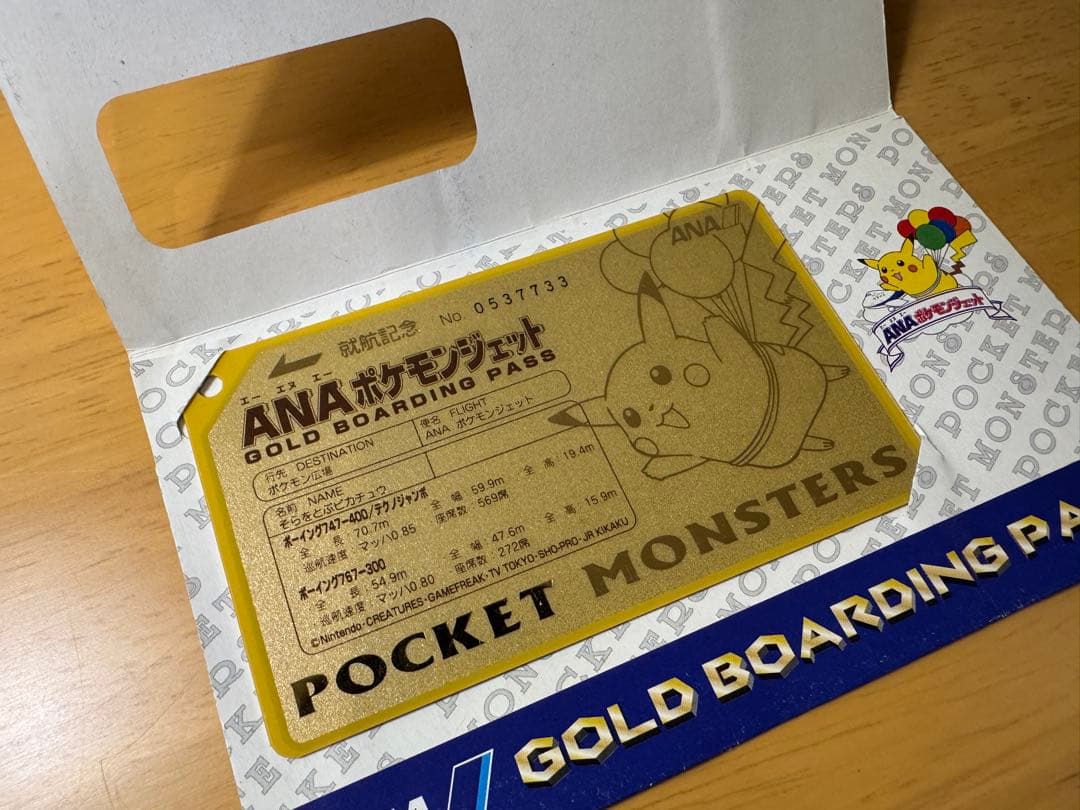 ANA
就航記念 No. 0537733
エー エヌ エー
ANAポケモンジェット
GOLD BOARDING PASS
行先 DESTINATION
ポケモン広場
便名 FLIGHT
ANA ポケモンジェット
名前 NAME
そらをとぶピカチュウ
ボーイング747-400/テクノジャンボ
全 長 70.7m 全 幅 59.9m 全 高 19.4m
巡航速度 マッハ0.85 座席数 569席
ボーイング767-300
全 長 54.9m 全 幅 47.6m 全 高 15.9m
巡航速度 マッハ0.80 座席数 272席
©Nintendo・CREATURES・GAMEFREAK・TV TOKYO・SHO-PRO・JR KIKAKU
POCKET MONSTERS
ANAポケモンジェット
GOLD BOARDING PA
POCKET MONSTERS